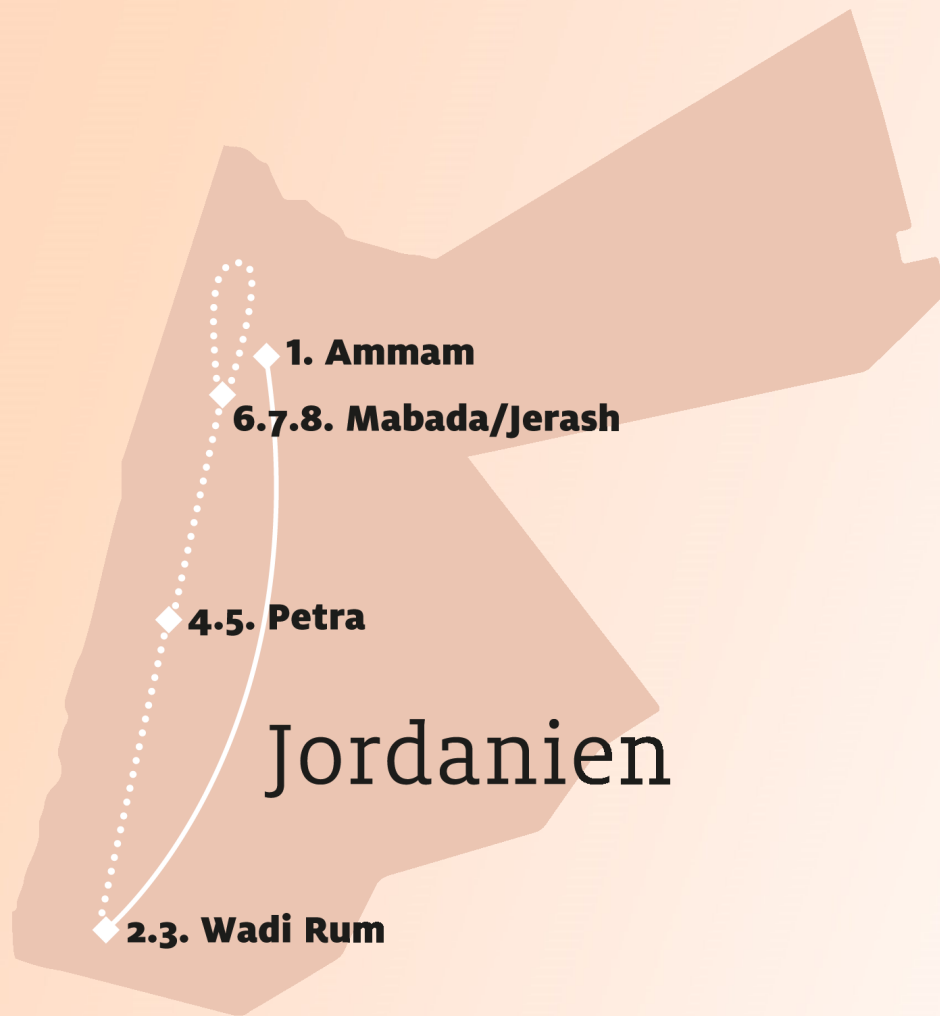 1. Ammam
6.7.8. Mabada/Jerash
4.5. Petra
Jordanien
2.3. Wadi Rum